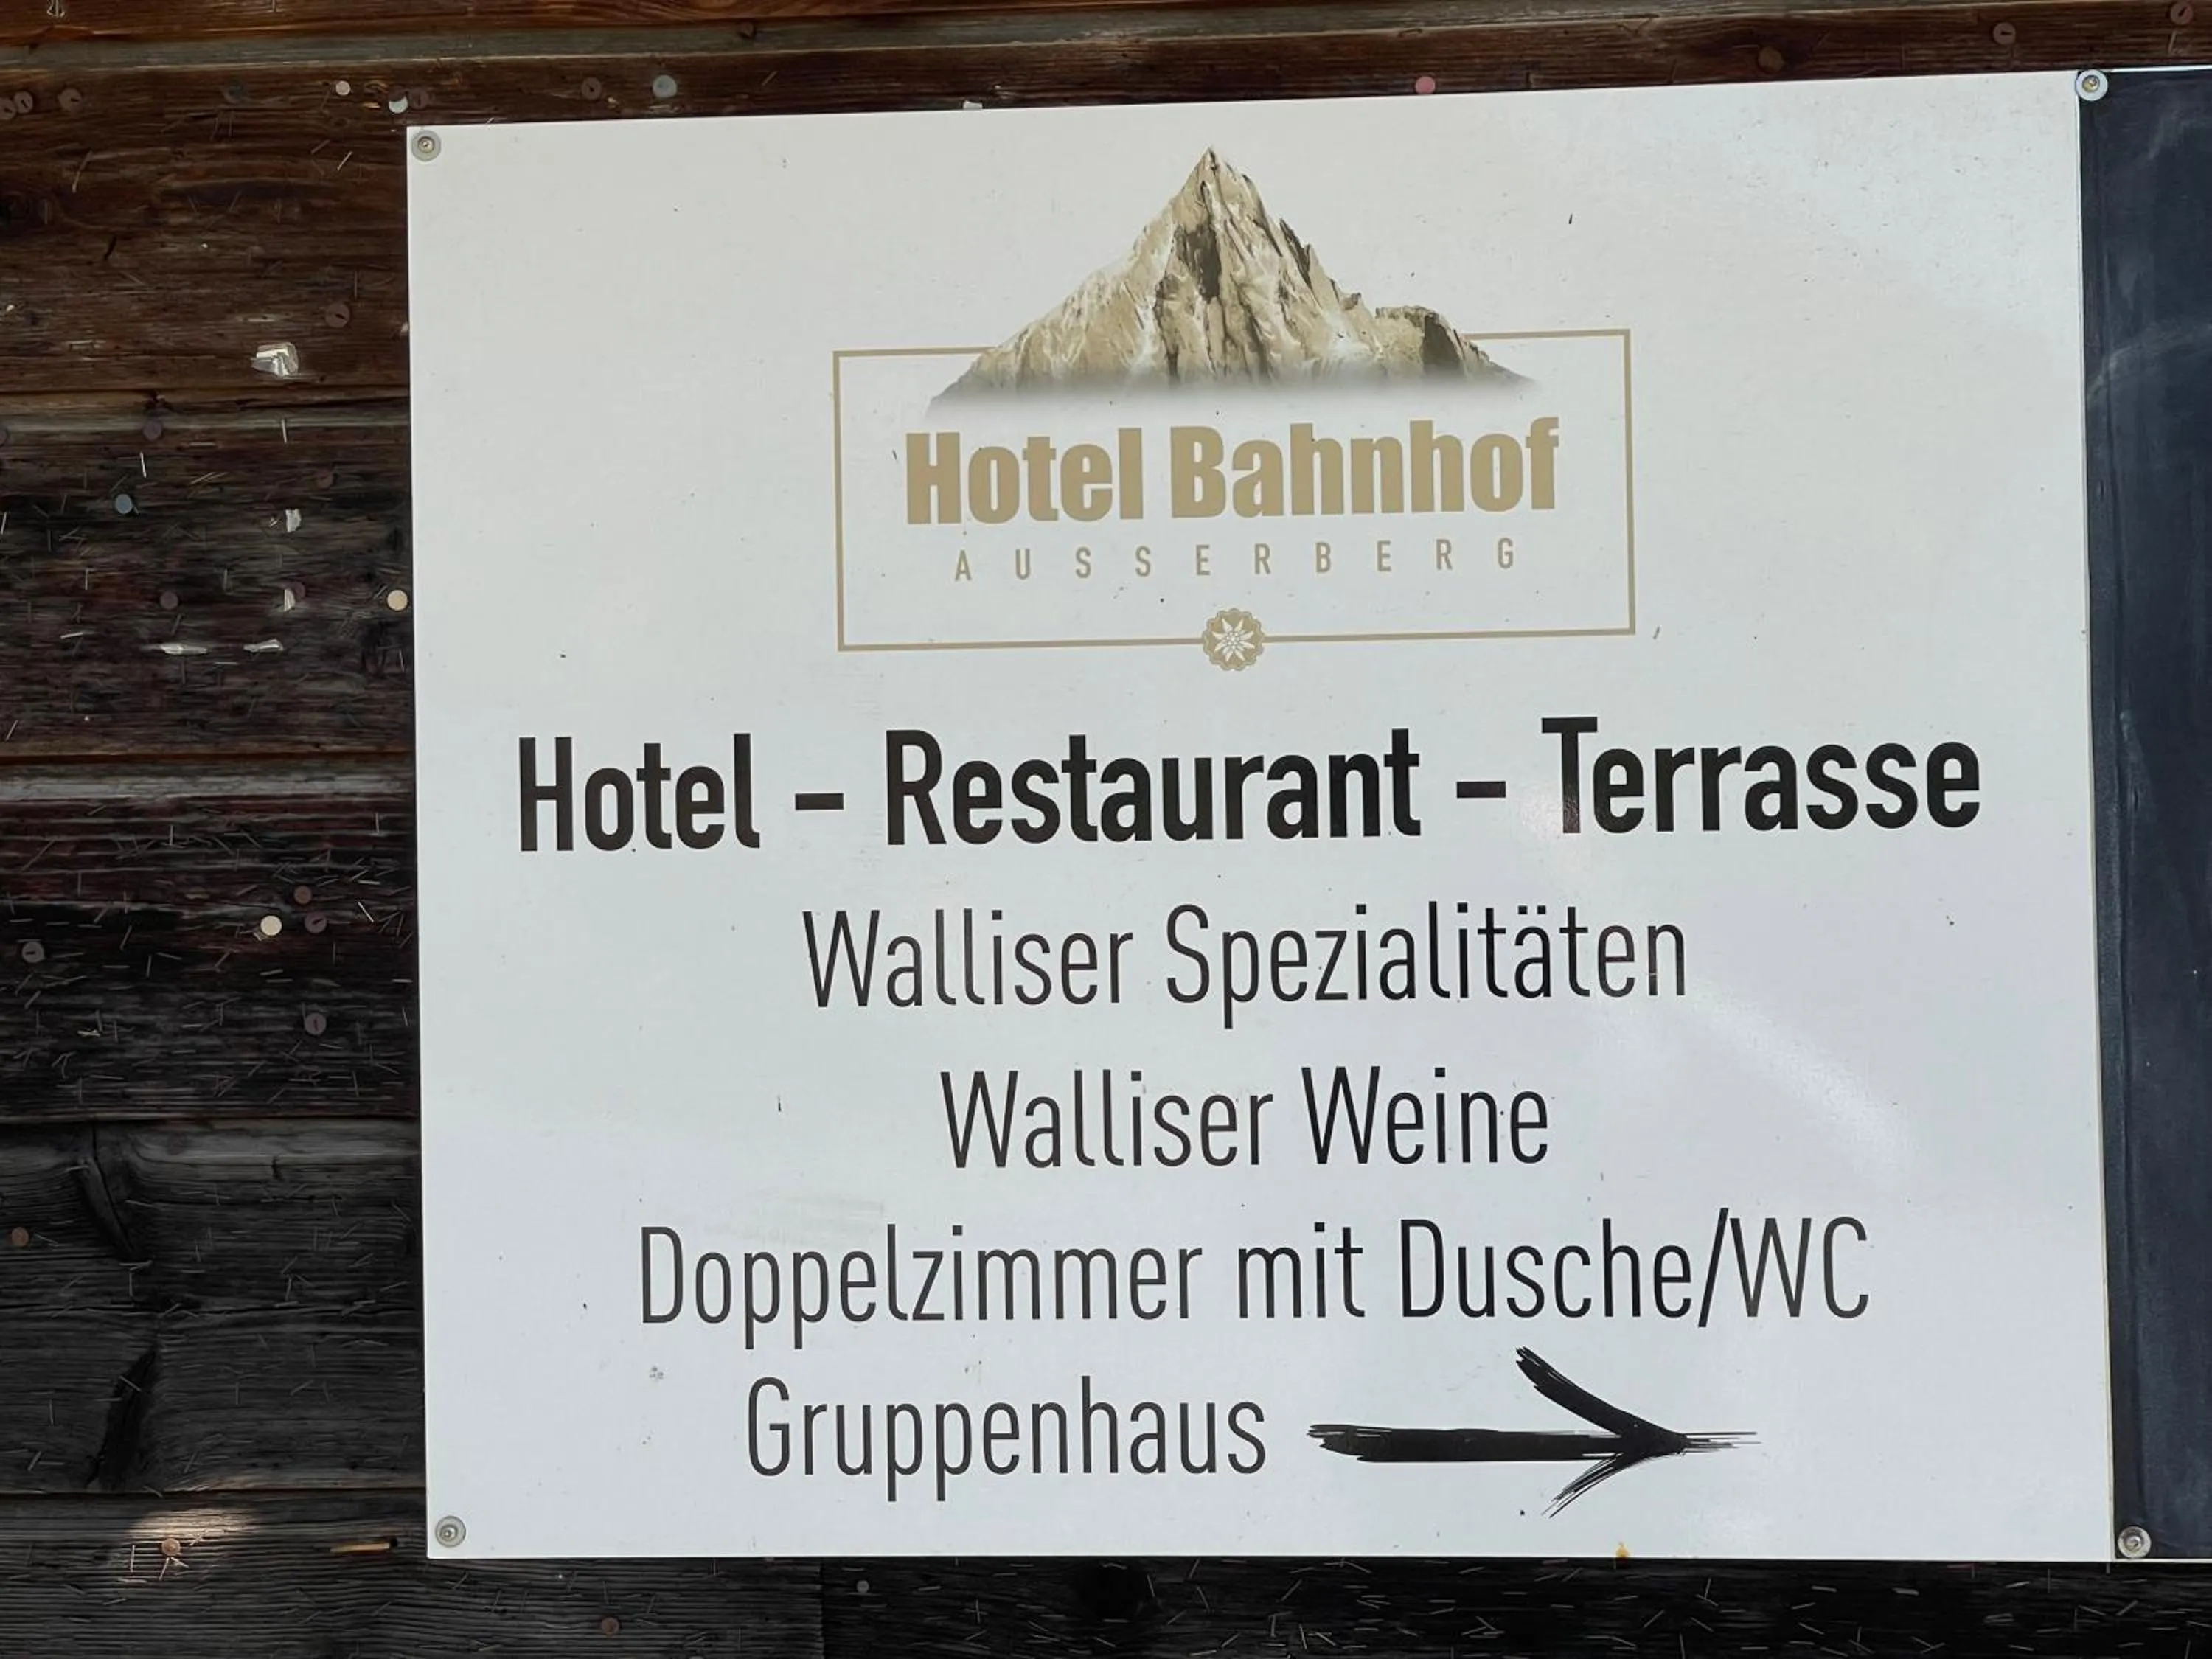 Hotel Bahnhof
AUSSERBERG
Hotel – Restaurant – Terrasse
Walliser Spezialitäten
Walliser Weine
Doppelzimmer mit Dusche/WC
Gruppenhaus